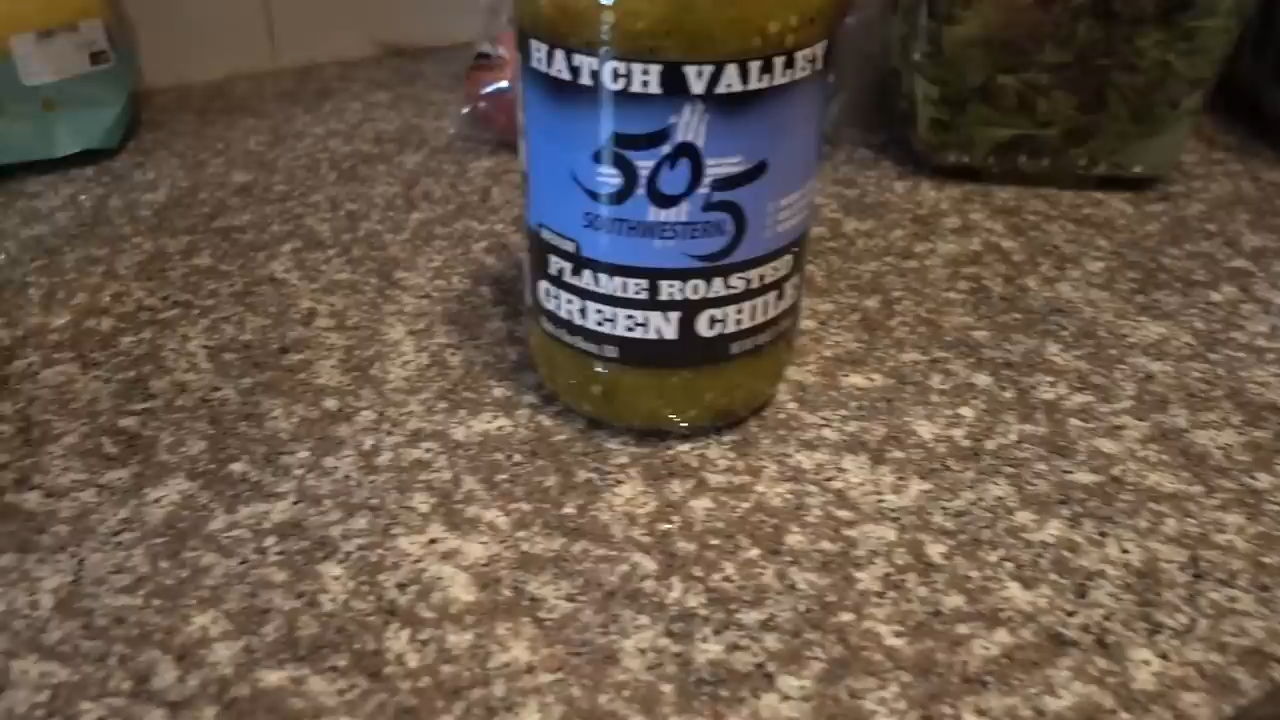 HATCH VALLEY
505
SOUTHWESTERN
FLAME ROASTED
GREEN CHILE